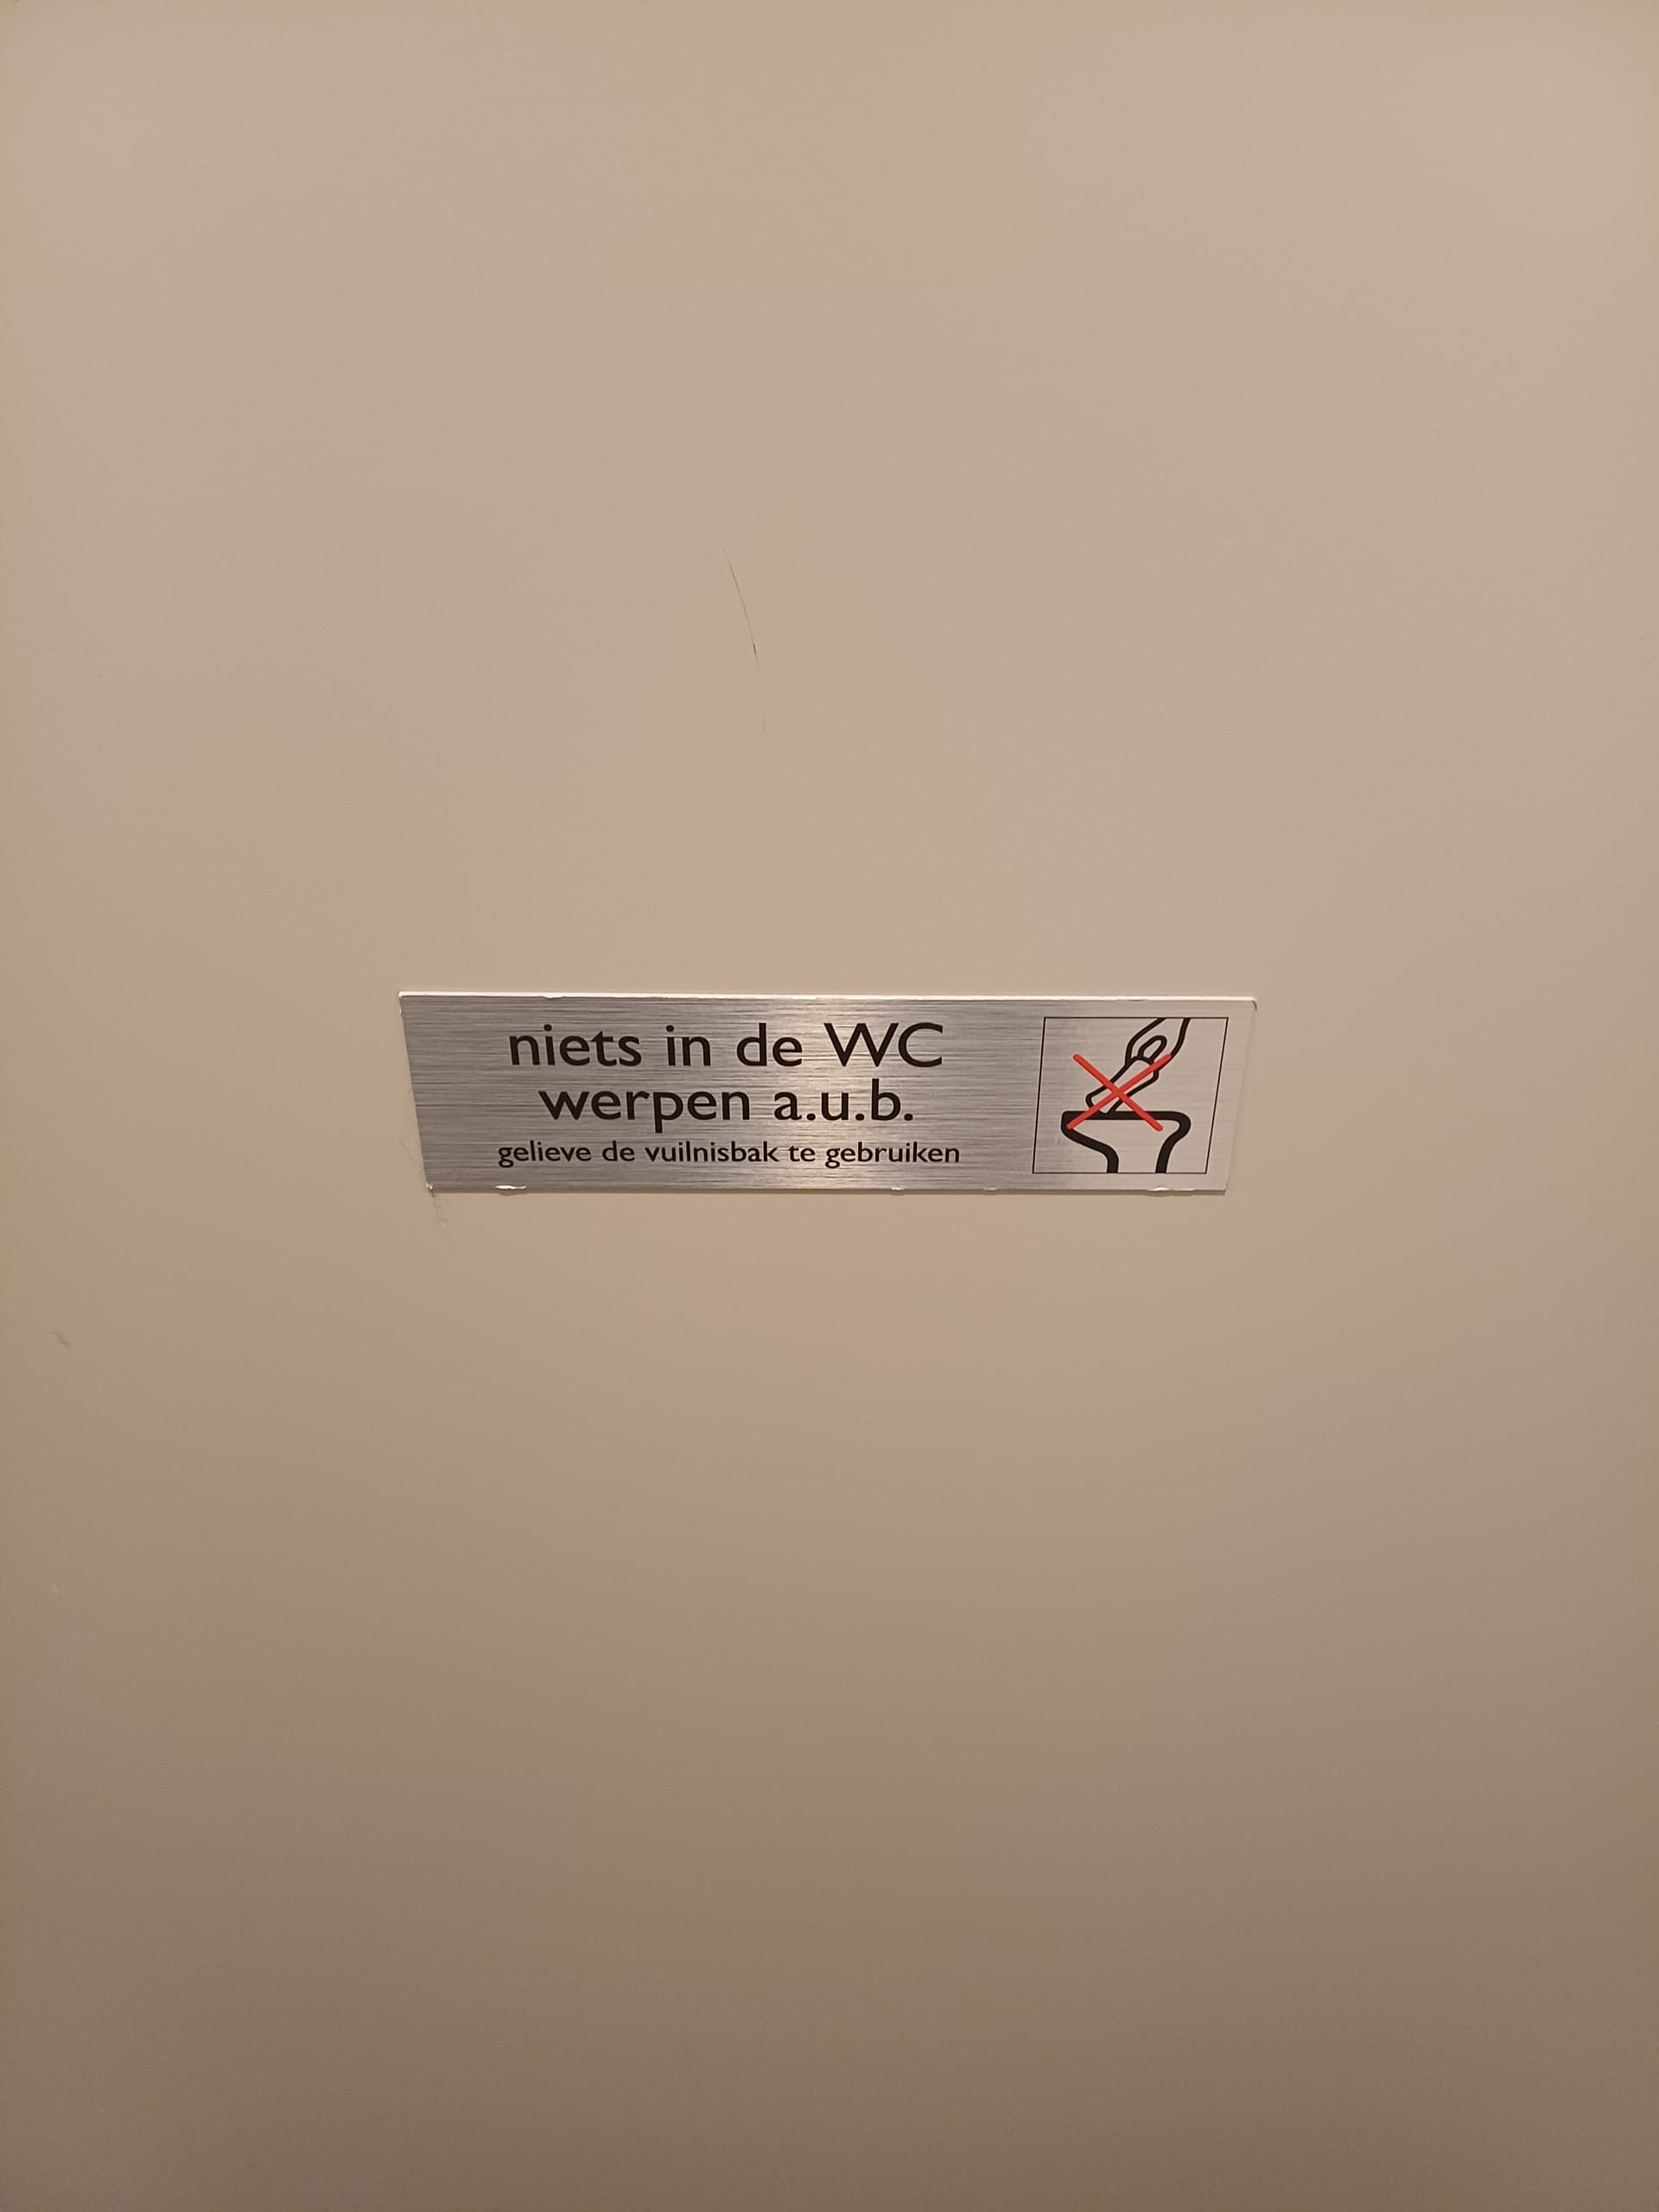 niets in de WC
werpen a.u.b.
gelieve de vuilnisbak te gebruiken